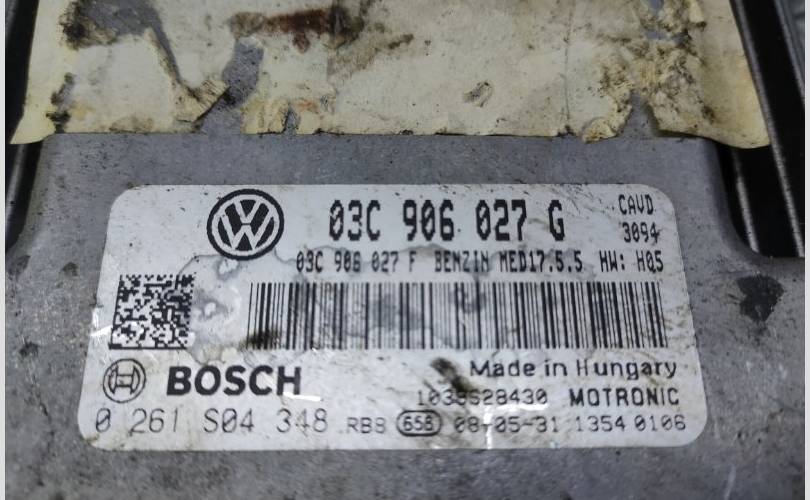 03C 906 027 G
CAVD
3094
03C 906 027 F BENZIN MED17.5.5 HW: H05
BOSCH
Made in Hungary
1039S28430 MOTRONIC
0 261 S04 348 RB8 658 08-05-31 1354 0106